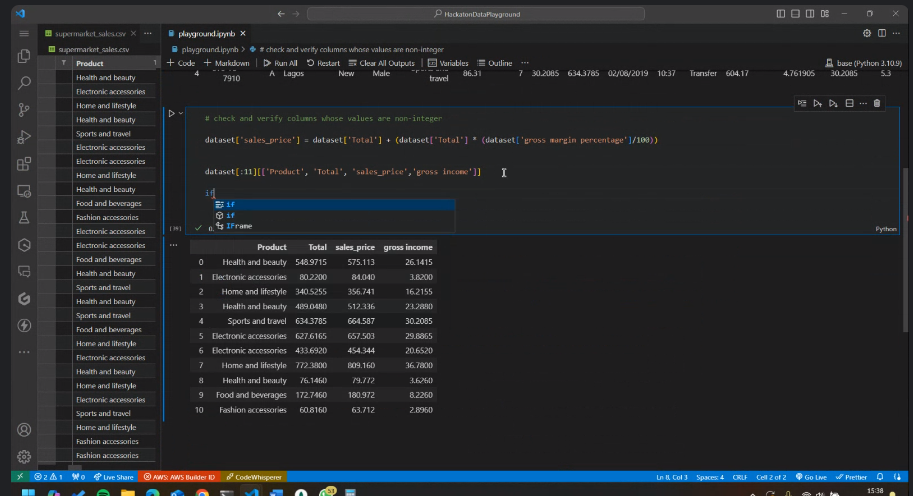 HackatonDataPlayground
supermarket_sales.csv
playground.ipynb
supermarket_sales.csv
playground.ipynb > # check and verify columns whose values are non-integer
Product 1
+ Code + Markdown Run All Restart Clear All Outputs Variables Outline ... base (Python 3.10.9)
4 7910 A Lagos New Male travel 86.31 7 30.2085 634.3785 02/08/2019 10:37 Transfer 604.17 4.761905 30.2085 5.3
Health and beauty
Electronic accessories
Home and lifestyle
Health and beauty
Sports and travel
Electronic accessories
Electronic accessories
Home and lifestyle
Health and beauty
Food and beverages
Fashion accessories
Electronic accessories
Electronic accessories
Food and beverages
Health and beauty
Sports and travel
Health and beauty
Sports and travel
Health and beauty
Home and lifestyle
Electronic accessories
Health and beauty
Home and lifestyle
Electronic accessories
Sports and travel
Home and lifestyle
Fashion accessories
Health and beauty
# check and verify columns whose values are non-integer
dataset['sales_price'] = dataset['Total'] + (dataset['Total'] * (dataset['gross margin percentage']/100))
dataset[:11][['Product', 'Total', 'sales_price','gross income']]
if
if
if
IFrame
Python
Product Total sales_price gross income
0 Health and beauty 548.9715 575.113 26.1415
1 Electronic accessories 80.2200 84.040 3.8200
2 Home and lifestyle 340.5255 356.741 16.2155
3 Health and beauty 489.0480 512.336 23.2880
4 Sports and travel 634.3785 664.587 30.2085
5 Electronic accessories 627.6165 657.503 29.8865
6 Electronic accessories 433.6920 454.344 20.6520
7 Home and lifestyle 772.3800 809.160 36.7800
8 Health and beauty 76.1460 79.772 3.6260
9 Food and beverages 172.7460 180.972 8.2260
10 Fashion accessories 60.8160 63.712 2.8960
2 1 0 Live Share AWS: AWS Builder ID CodeWhisperer Ln 8, Col 3 Spaces: 4 CRLF Cell 2 of 2 Go Live Prettier
15:38